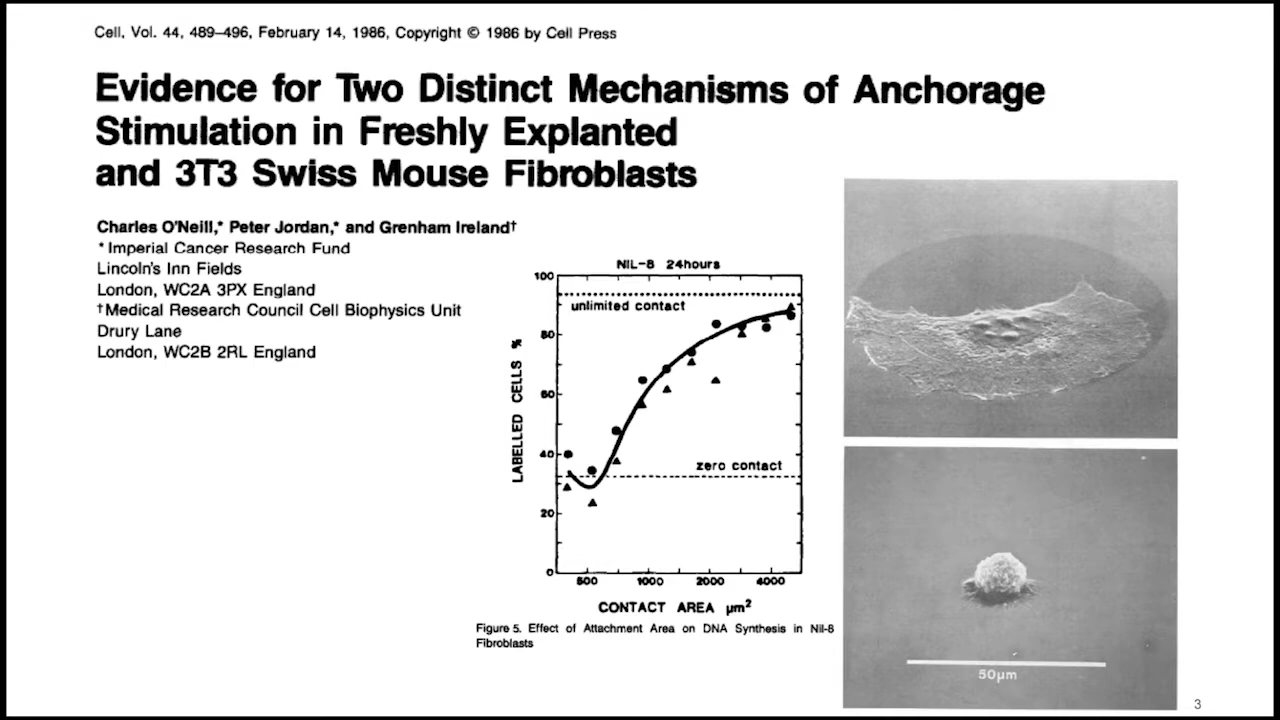 Cell, Vol. 44, 489–496, February 14, 1986, Copyright © 1986 by Cell Press
Evidence for Two Distinct Mechanisms of Anchorage
Stimulation in Freshly Explanted
and 3T3 Swiss Mouse Fibroblasts
Charles O'Neill,* Peter Jordan,* and Grenham Ireland†
* Imperial Cancer Research Fund
Lincoln's Inn Fields
London, WC2A 3PX England
† Medical Research Council Cell Biophysics Unit
Drury Lane
London, WC2B 2RL England
NIL-8 24hours
100
unlimited contact
80
60
LABELLED CELLS %
40
zero contact
20
0
500 1000 2000 4000
CONTACT AREA µm²
Figure 5. Effect of Attachment Area on DNA Synthesis in Nil-8
Fibroblasts
50µm
3